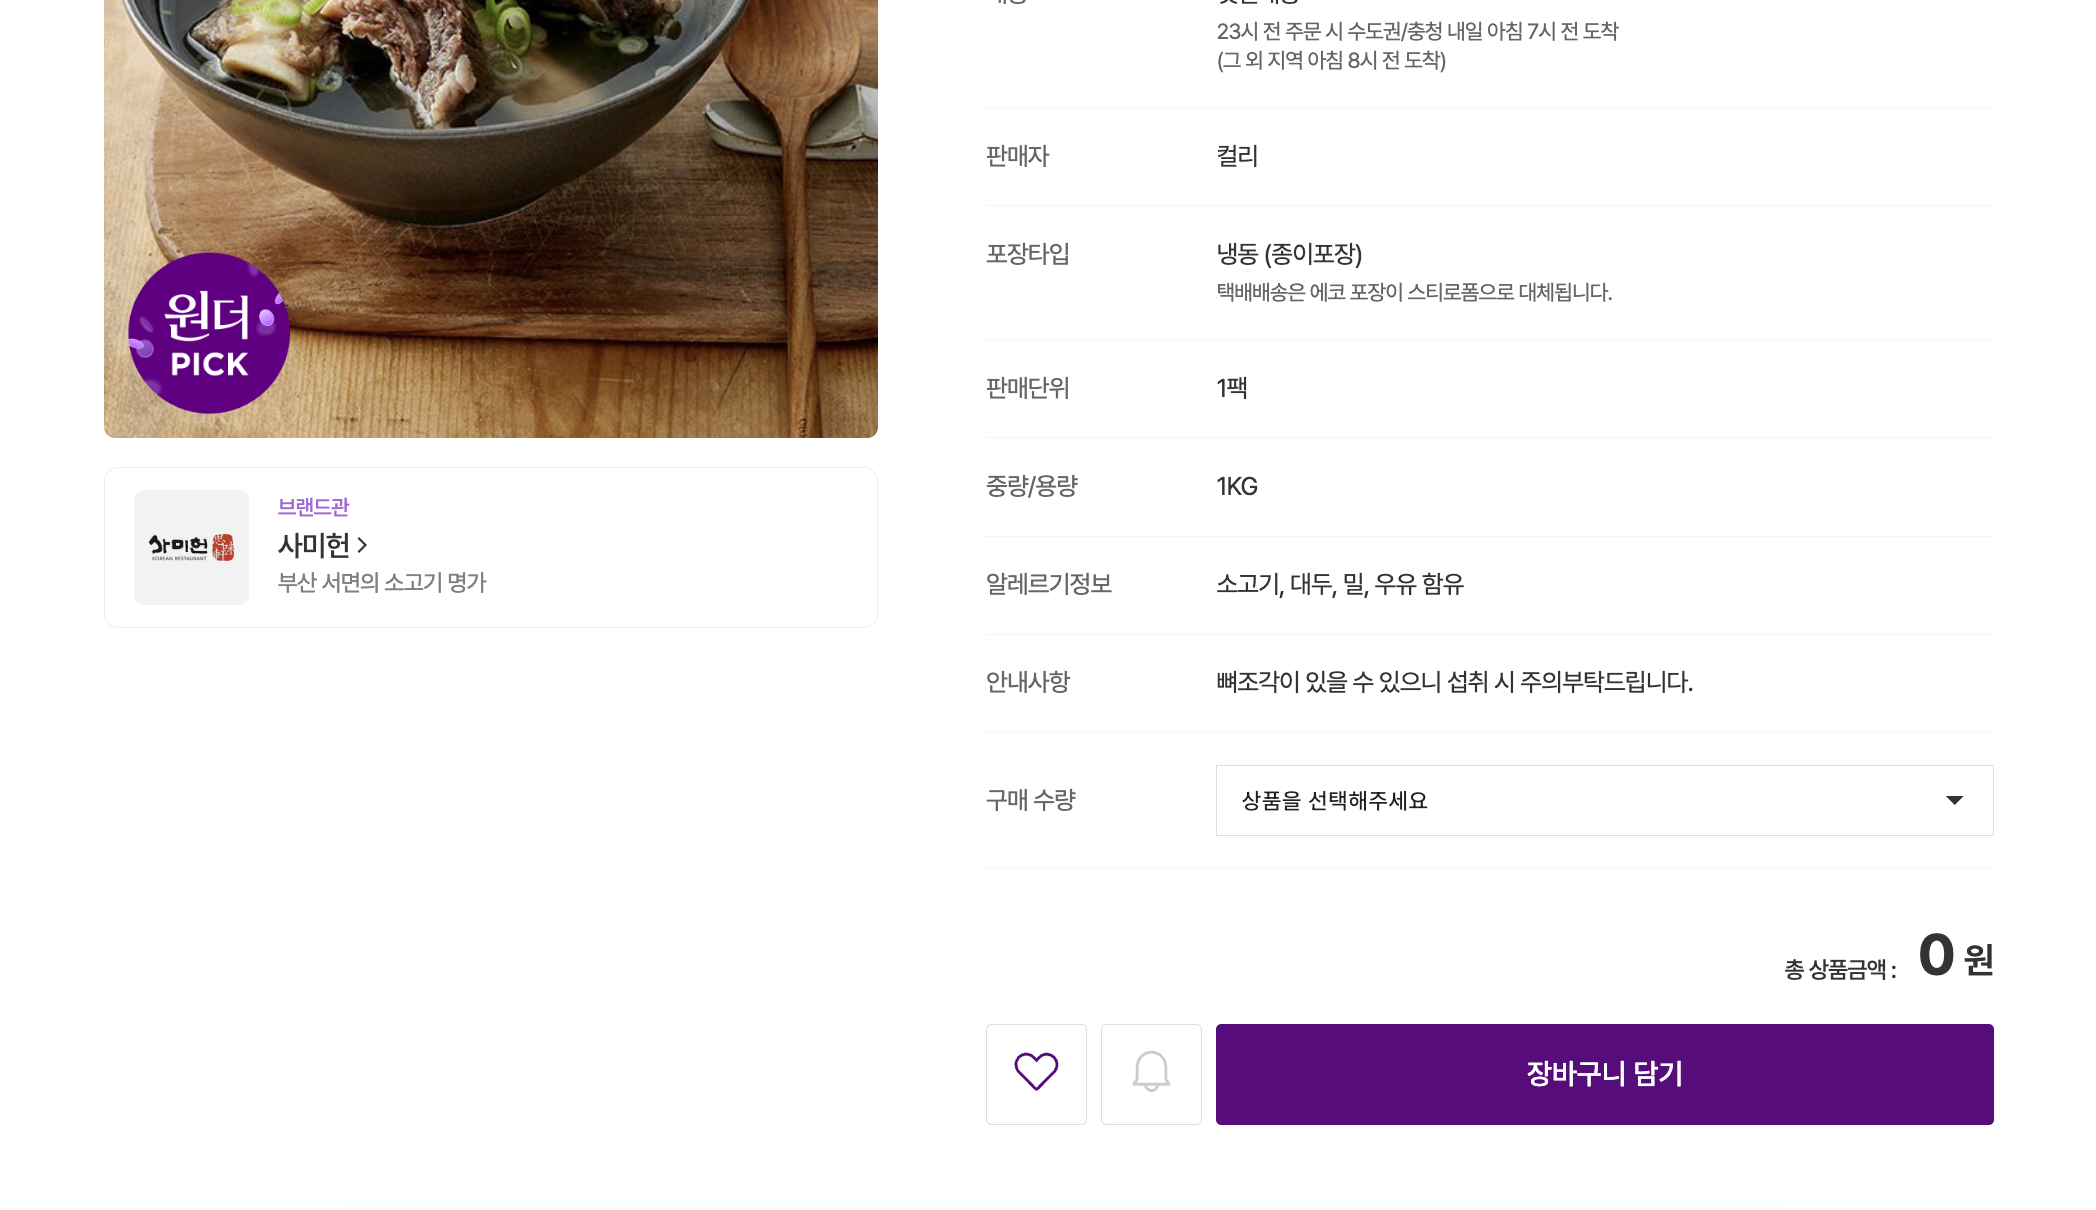 23시 전 주문 시 수도권/충청 내일 아침 7시 전 도착
(그 외 지역 아침 8시 전 도착)
판매자
컬리
포장타입
냉동 (종이포장)
택배배송은 에코 포장이 스티로폼으로 대체됩니다.
판매단위
1팩
중량/용량
1KG
알레르기정보
소고기, 대두, 밀, 우유 함유
안내사항
뼈조각이 있을 수 있으니 섭취 시 주의부탁드립니다.
구매 수량
상품을 선택해주세요
총 상품금액 :
0 원
장바구니 담기
원더
PICK
사미헌
KOREAN RESTAURANT
브랜드관
사미헌 >
부산 서면의 소고기 명가